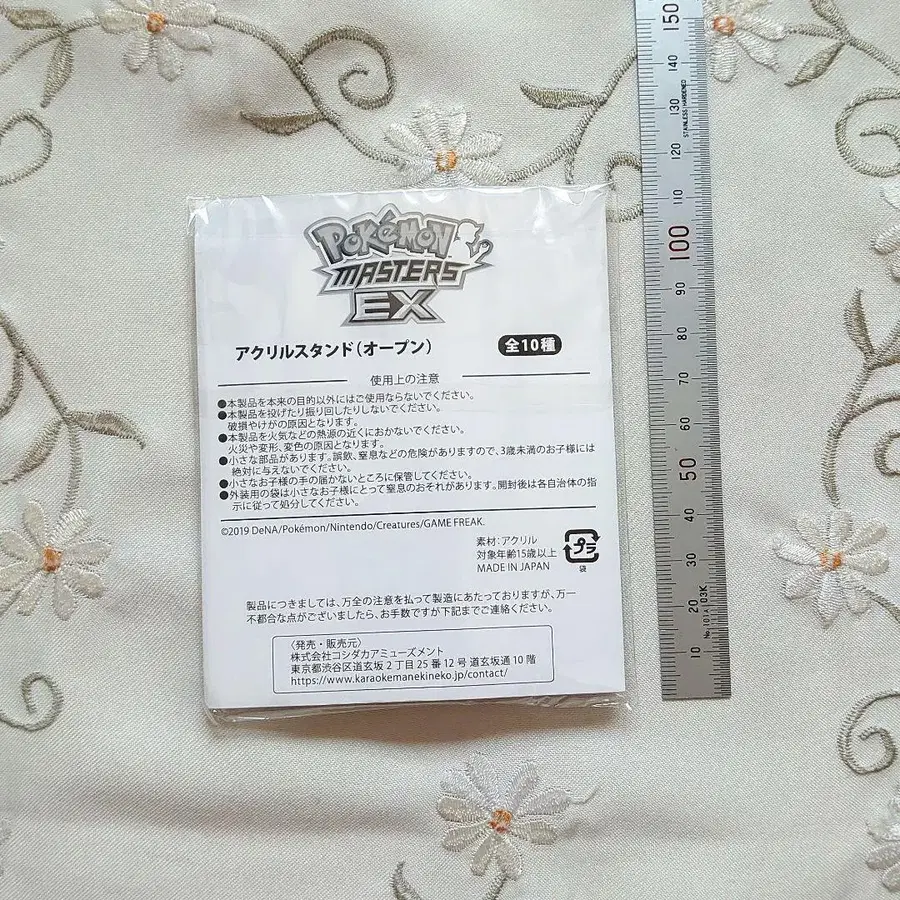 POKÉMON
MASTERS
EX
アクリルスタンド(オープン)
全10種
使用上の注意
●本製品を本来の目的以外にはご使用ならないでください。
●本製品を投げたり振り回したりしないでください。
破損やけがの原因となります。
●本製品を火気などの熱源の近くにおかないでください。
火災や変形、変色の原因となります。
●小さな部品があります。誤飲、窒息などの危険がありますので、3歳未満のお子様には
絶対に与えないでください。
●小さなお子様の手の届かないところに保管してください。
●外装用の袋は小さなお子様にとって窒息のおそれがあります。開封後は各自治体の指
示に従って処分してください。
©2019 DeNA/Pokémon/Nintendo/Creatures/GAME FREAK.
素材:アクリル
対象年齢15歳以上
MADE IN JAPAN
プラ
袋
製品につきましては、万全の注意を払って製造にあたっておりますが、万一
不都合な点がございましたら、お手数ですが下記までご連絡ください。
〈発売・販売元〉
株式会社コシダカアミューズメント
東京都渋谷区道玄坂2丁目25番12号 道玄坂通10階
https://www.karaokemanekineko.jp/contact/
150
140
130
STAINLESS HARDENED
120
110
100
90
80
70
60
50
40
30
20
No.101A 03K
10